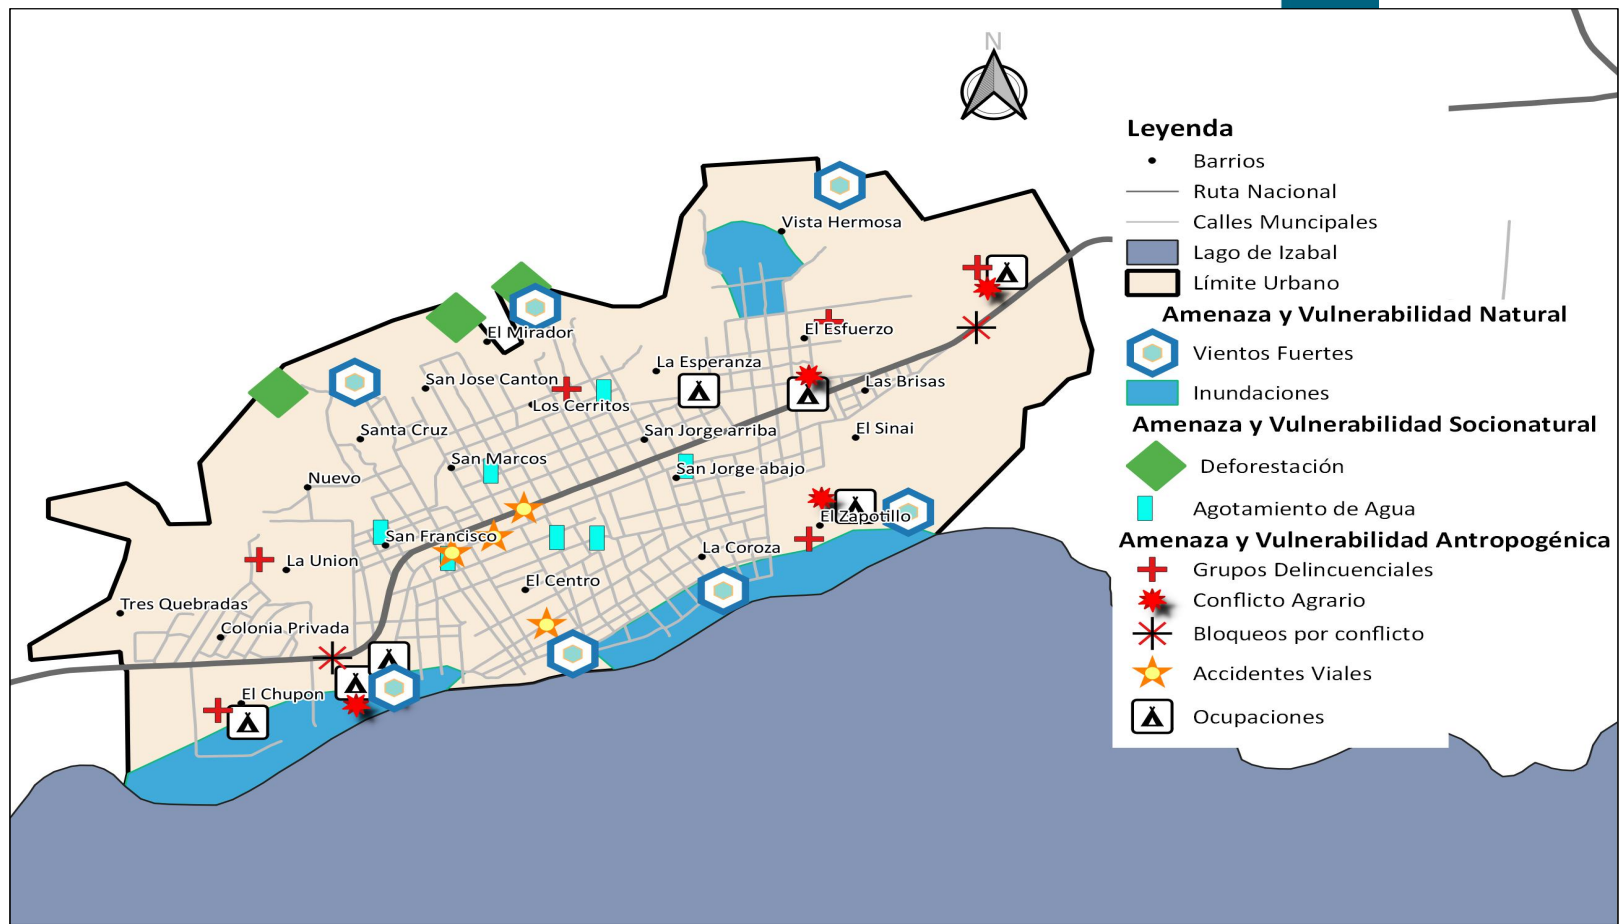 N
Leyenda
Barrios
Ruta Nacional
Calles Muncipales
Lago de Izabal
Límite Urbano
Amenaza y Vulnerabilidad Natural
Vientos Fuertes
Inundaciones
Amenaza y Vulnerabilidad Socionatural
Deforestación
Agotamiento de Agua
Amenaza y Vulnerabilidad Antropogénica
Grupos Delincuenciales
Conflicto Agrario
Bloqueos por conflicto
Accidentes Viales
Ocupaciones
Vista Hermosa
El Mirador
El Esfuerzo
La Esperanza
San Jose Canton
Las Brisas
Los Cerritos
Santa Cruz
San Jorge arriba
El Sinai
San Marcos
San Jorge abajo
Nuevo
El Zapotillo
San Francisco
La Coroza
La Union
El Centro
Tres Quebradas
Colonia Privada
El Chupon